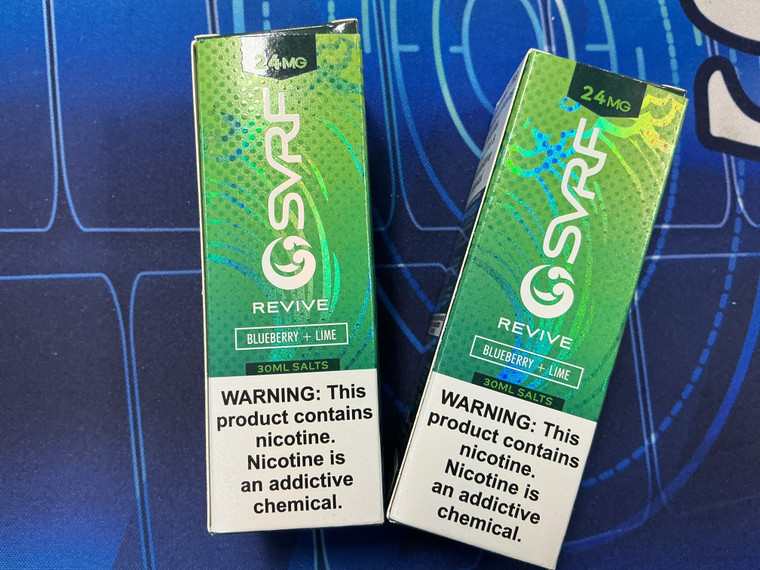 24MG
SVRF
REVIVE
BLUEBERRY + LIME
30ML SALTS
WARNING: This
product contains
nicotine.
Nicotine is
an addictive
chemical.
24MG
SVRF
REVIVE
BLUEBERRY + LIME
30ML SALTS
WARNING: This
product contains
nicotine.
Nicotine is
an addictive
chemical.